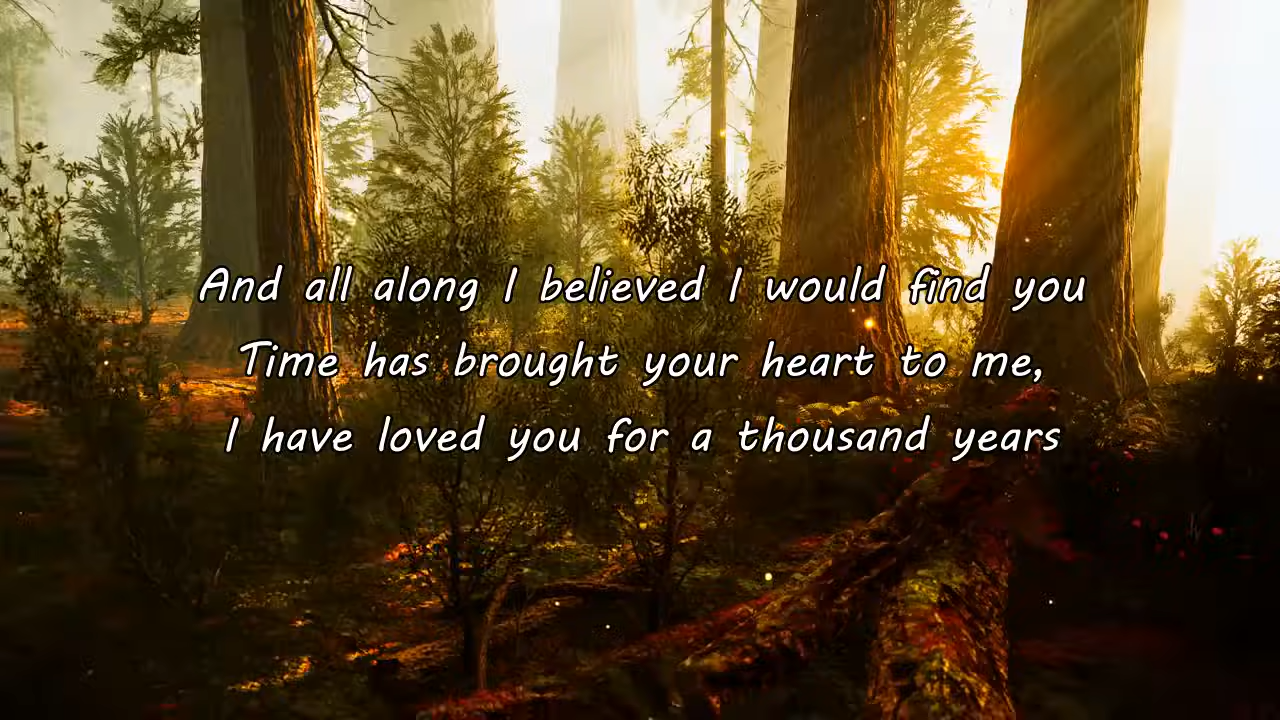 And all along I believed I would find you
Time has brought your heart to me,
I have loved you for a thousand years